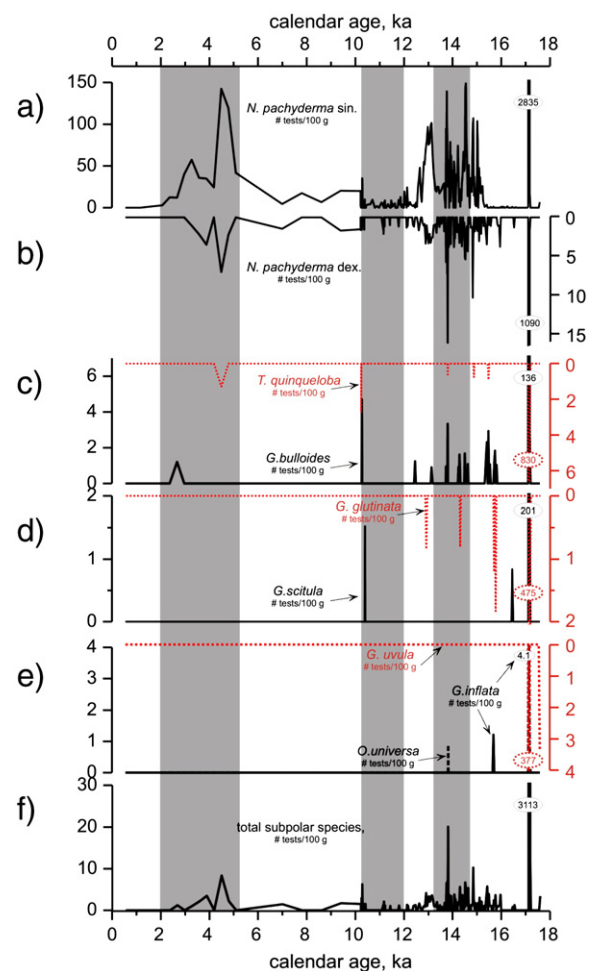 calendar age, ka
0 2 4 6 8 10 12 14 16 18
a)
150
100
50
0
N. pachyderma sin.
# tests/100 g
2835
b)
N. pachyderma dex.
# tests/100 g
0
5
10
15
1090
c)
6
4
2
0
T. quinqueloba
# tests/100 g
G.bulloides
# tests/100 g
136
830
0
2
4
6
d)
2
1
0
G. glutinata
# tests/100 g
G.scitula
# tests/100 g
201
475
0
1
2
e)
4
3
2
1
0
G. uvula
# tests/100 g
G.inflata
# tests/100 g
O.universa
# tests/100 g
4.1
377
0
1
2
3
4
f)
30
20
10
0
total subpolar species,
# tests/100 g
3113
0 2 4 6 8 10 12 14 16 18
calendar age, ka